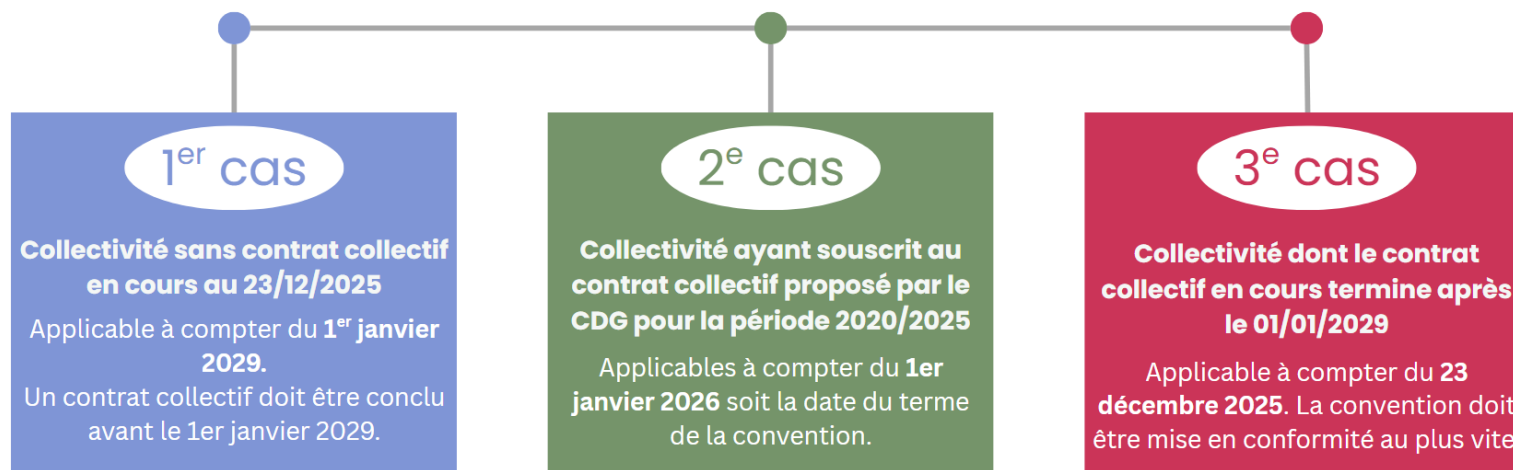 1er cas
Collectivité sans contrat collectif
en cours au 23/12/2025
Applicable à compter du 1er janvier
2029.
Un contrat collectif doit être conclu
avant le 1er janvier 2029.
2e cas
Collectivité ayant souscrit au
contrat collectif proposé par le
CDG pour la période 2020/2025
Applicables à compter du 1er
janvier 2026 soit la date du terme
de la convention.
3e cas
Collectivité dont le contrat
collectif en cours termine après
le 01/01/2029
Applicable à compter du 23
décembre 2025. La convention doit
être mise en conformité au plus vite